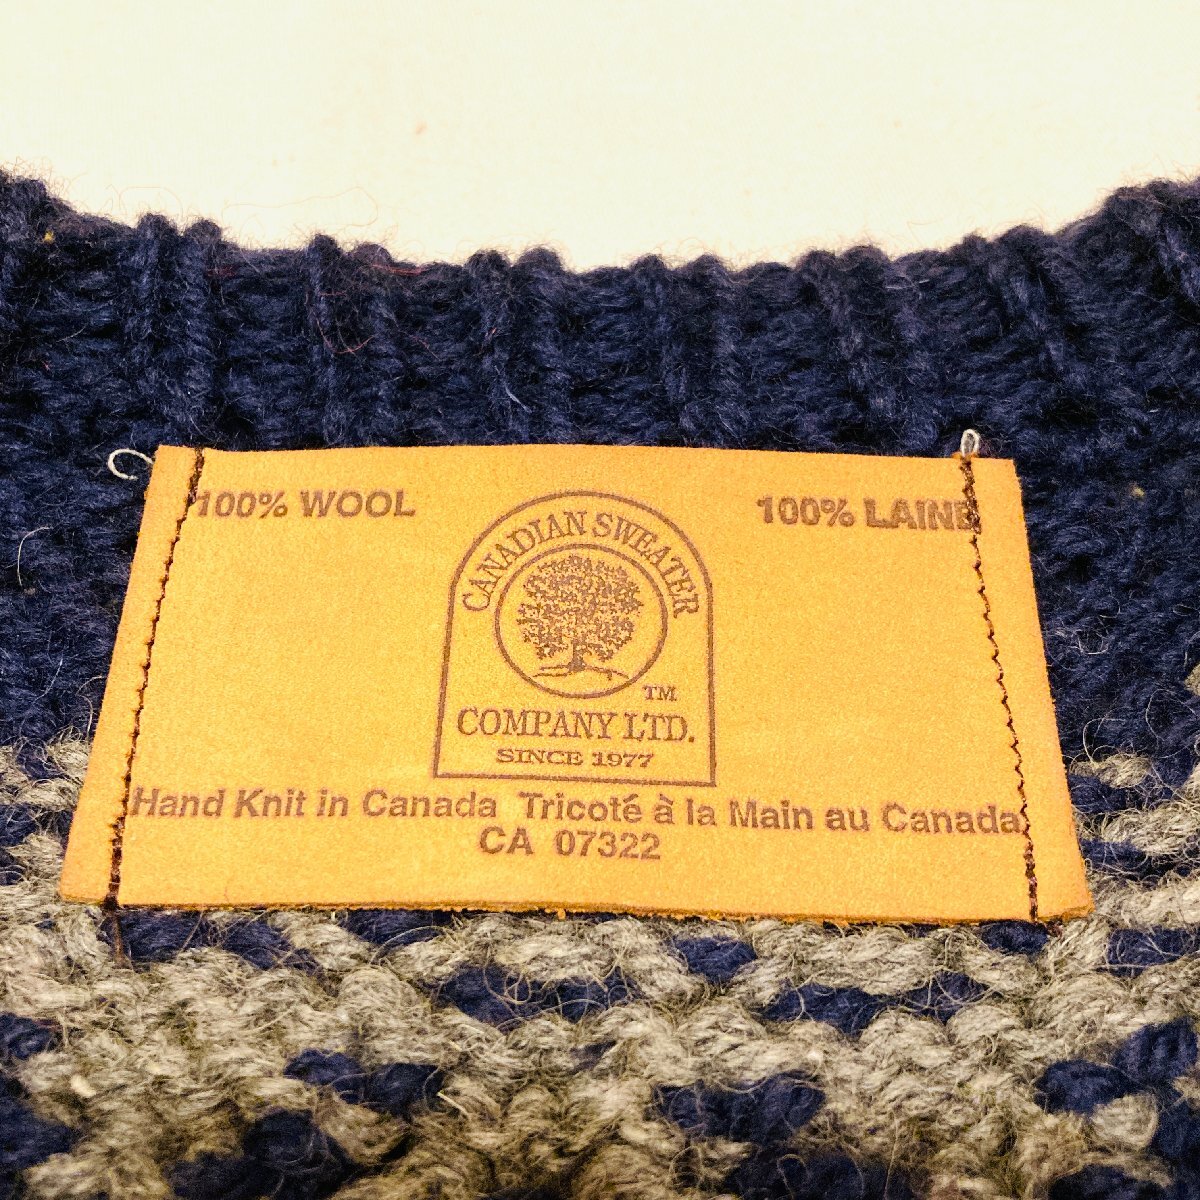 100% WOOL
100% LAINE
CANADIAN SWEATER
TM
COMPANY LTD.
SINCE 1977
Hand Knit in Canada Tricoté à la Main au Canada
CA 07322